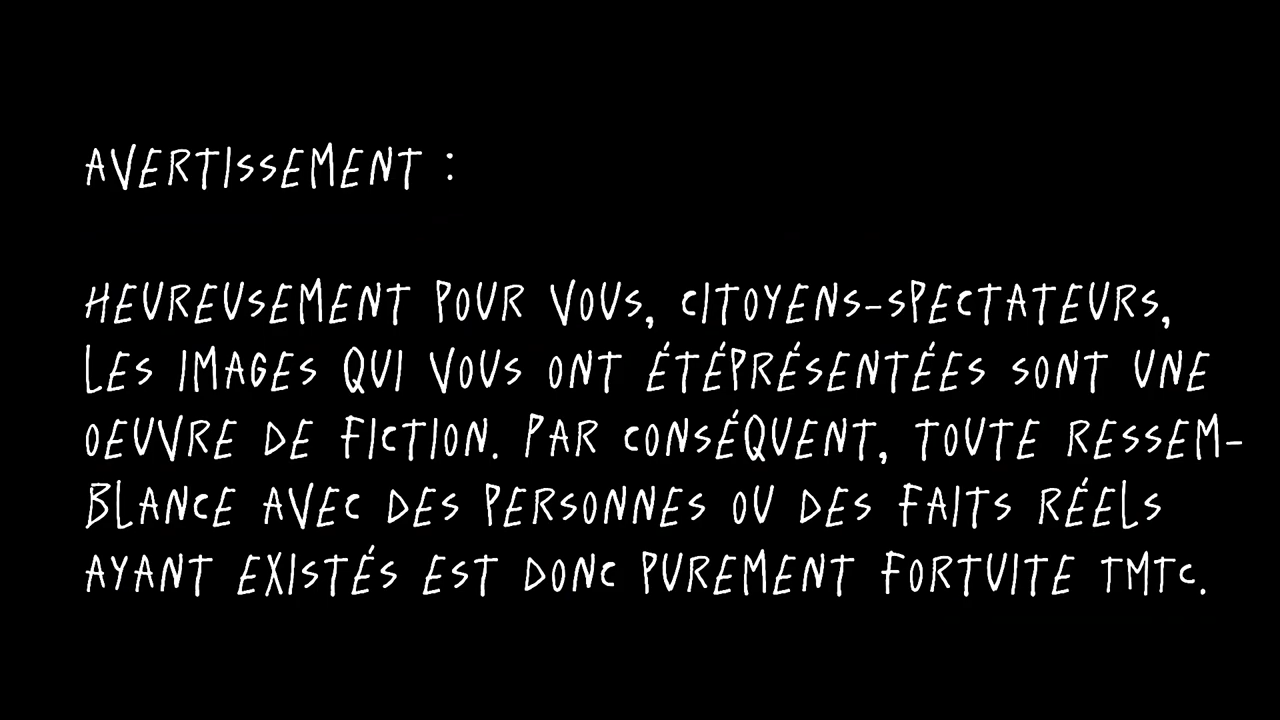 AVERTISSEMENT :
HEUREUSEMENT POUR VOUS, CITOYENS-SPECTATEURS,
LES IMAGES QUI VOUS ONT ÉTÉPRÉSENTÉES SONT UNE
OEUVRE DE FICTION. PAR CONSÉQUENT, TOUTE RESSEM-
BLANCE AVEC DES PERSONNES OU DES FAITS RÉELS
AYANT EXISTÉS EST DONC PUREMENT FORTUITE TMTC.